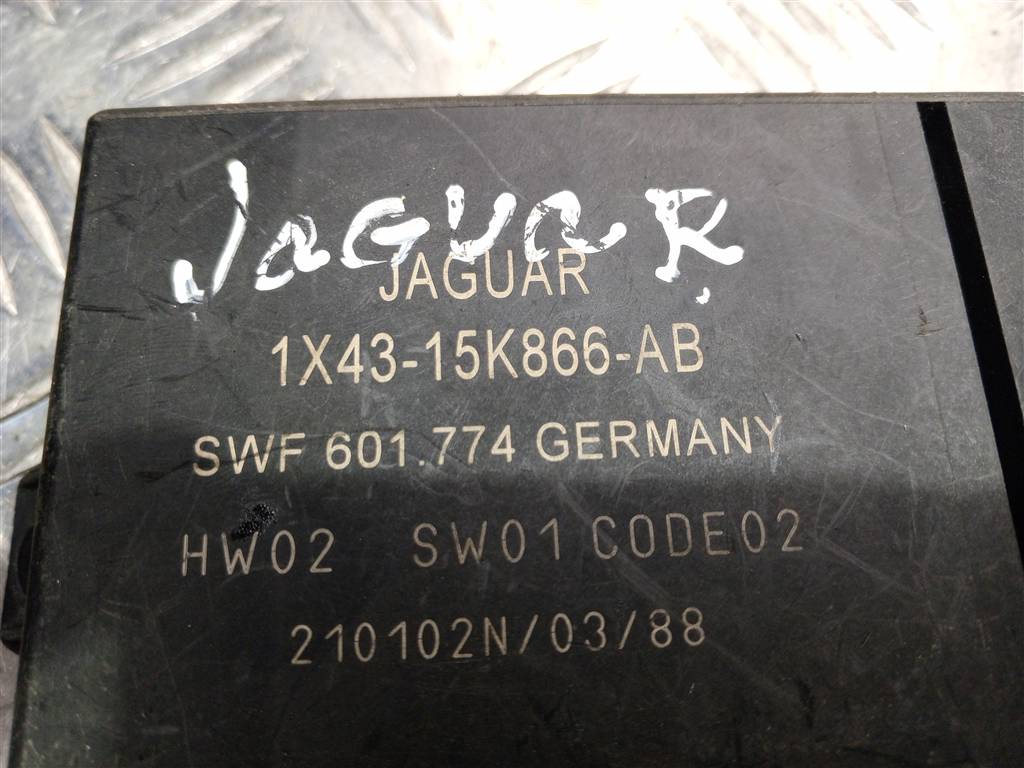 JAGUAR
JAGUAR
1X43-15K866-AB
SWF 601.774 GERMANY
HW02 SW01 CODE02
210102N/03/88